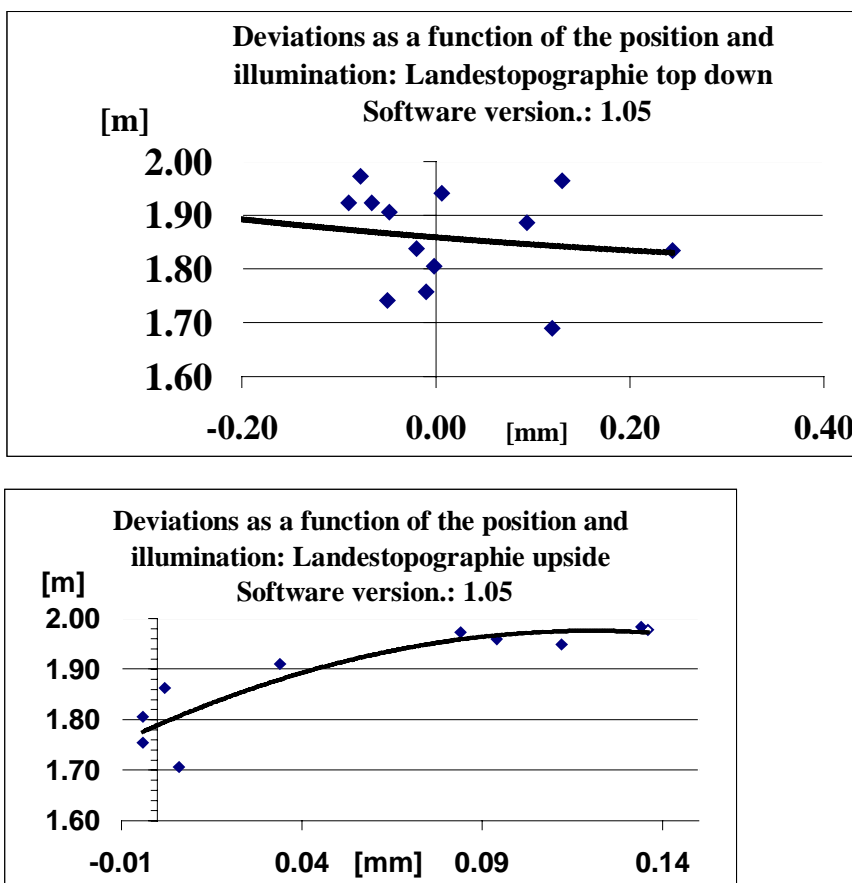 Deviations as a function of the position and
illumination: Landestopographie top down
Software version.: 1.05
[m]
2.00
1.90
1.80
1.70
1.60
-0.20 0.00 [mm] 0.20 0.40
Deviations as a function of the position and
illumination: Landestopographie upside
Software version.: 1.05
[m]
2.00
1.90
1.80
1.70
1.60
-0.01 0.04 [mm] 0.09 0.14